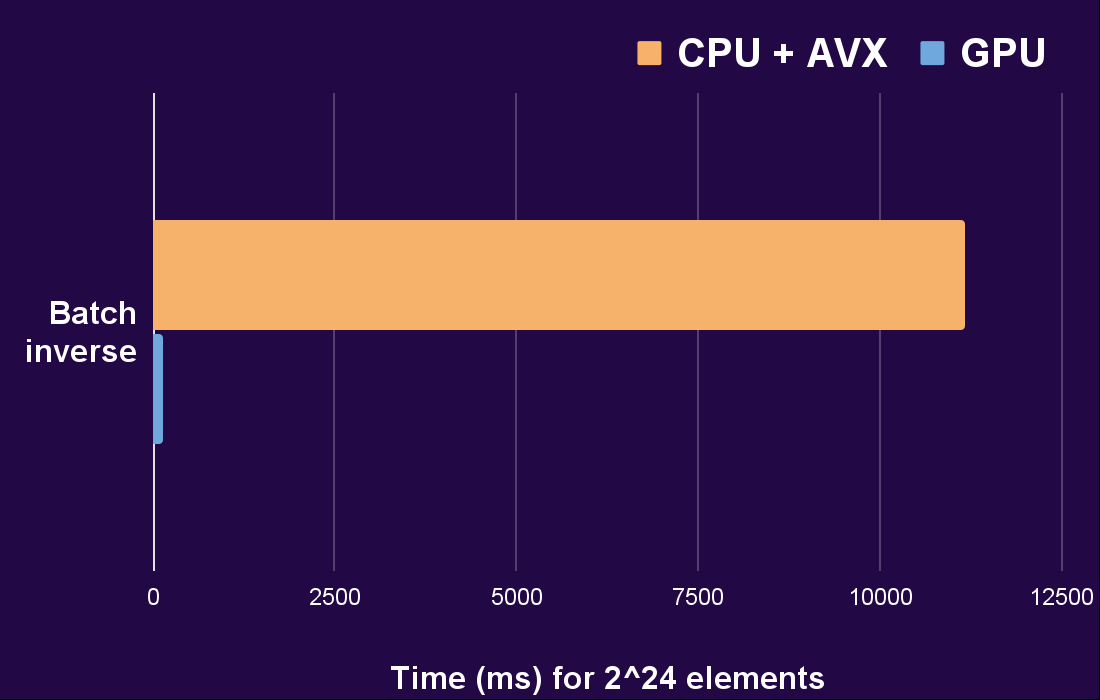 CPU + AVX GPU
Batch
inverse
0 2500 5000 7500 10000 12500
Time (ms) for 2^24 elements